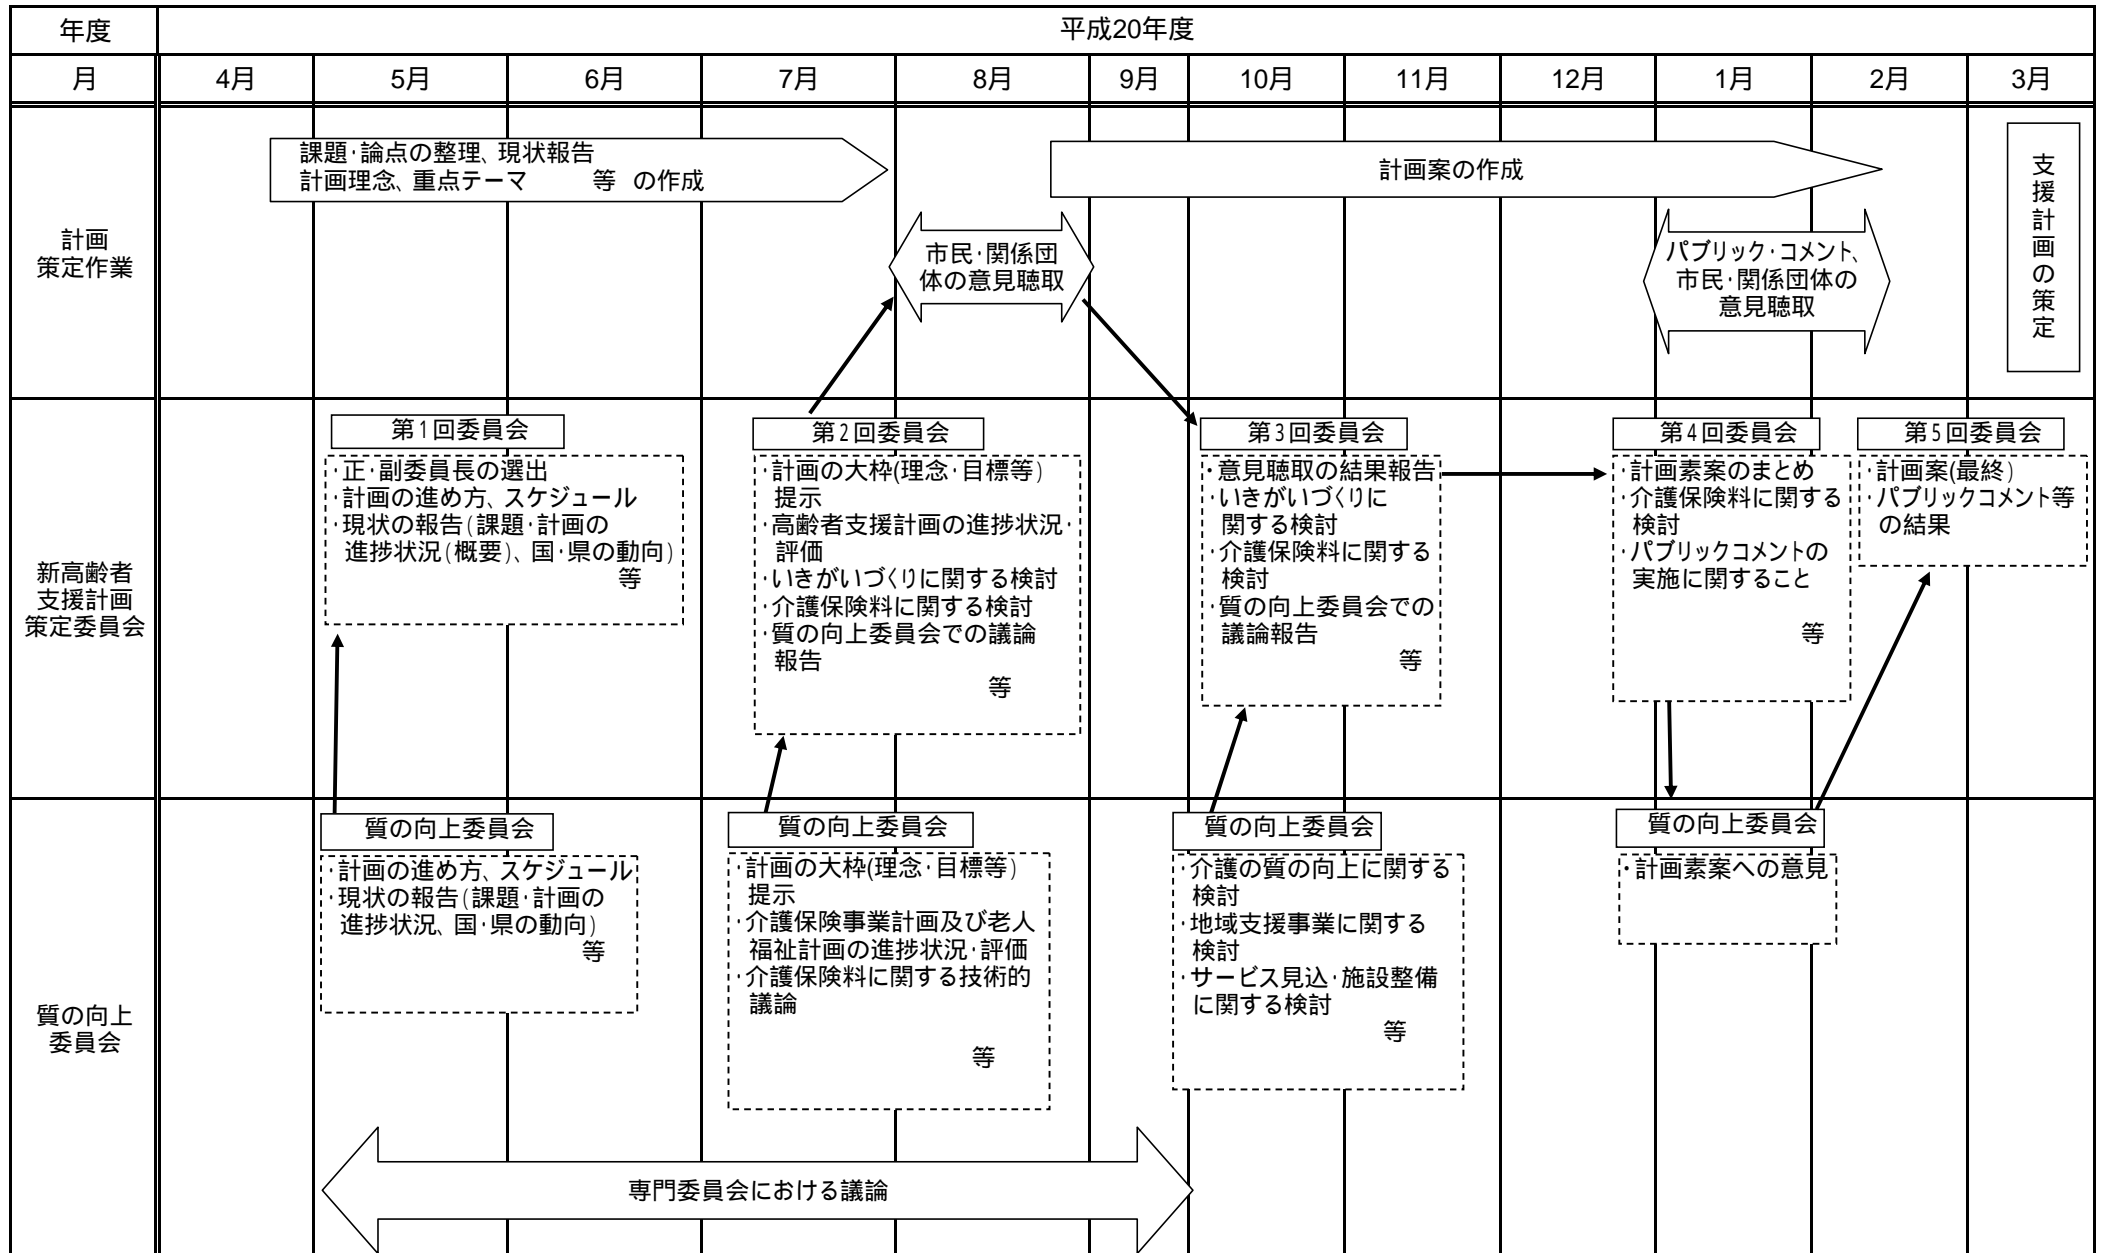 年度
平成20年度
月
4月
5月
6月
7月
8月
9月
10月
11月
12月
1月
2月
3月
計画
策定作業
課題・論点の整理、現状報告
計画理念、重点テーマ　　等　の作成
計画案の作成
市民・関係団
体の意見聴取
パブリック・コメント、
市民・関係団体の
意見聴取
支援計画の策定
新高齢者
支援計画
策定委員会
第1回委員会
・正・副委員長の選出
・計画の進め方、スケジュール
・現状の報告(課題・計画の
進捗状況(概要)、国・県の動向)
等
第2回委員会
・計画の大枠(理念・目標等)
提示
・高齢者支援計画の進捗状況・
評価
・いきがいづくりに関する検討
・介護保険料に関する検討
・質の向上委員会での議論
報告
等
第3回委員会
・意見聴取の結果報告
・いきがいづくりに
関する検討
・介護保険料に関する
検討
・質の向上委員会での
議論報告
等
第4回委員会
・計画素案のまとめ
・介護保険料に関する
検討
・パブリックコメントの
実施に関すること
等
第5回委員会
・計画案(最終)
・パブリックコメント等
の結果
質の向上
委員会
質の向上委員会
・計画の進め方、スケジュール
・現状の報告(課題・計画の
進捗状況、国・県の動向)
等
質の向上委員会
・計画の大枠(理念・目標等)
提示
・介護保険事業計画及び老人
福祉計画の進捗状況・評価
・介護保険料に関する技術的
議論
等
質の向上委員会
・介護の質の向上に関する
検討
・地域支援事業に関する
検討
・サービス見込・施設整備
に関する検討
等
質の向上委員会
・計画素案への意見
専門委員会における議論